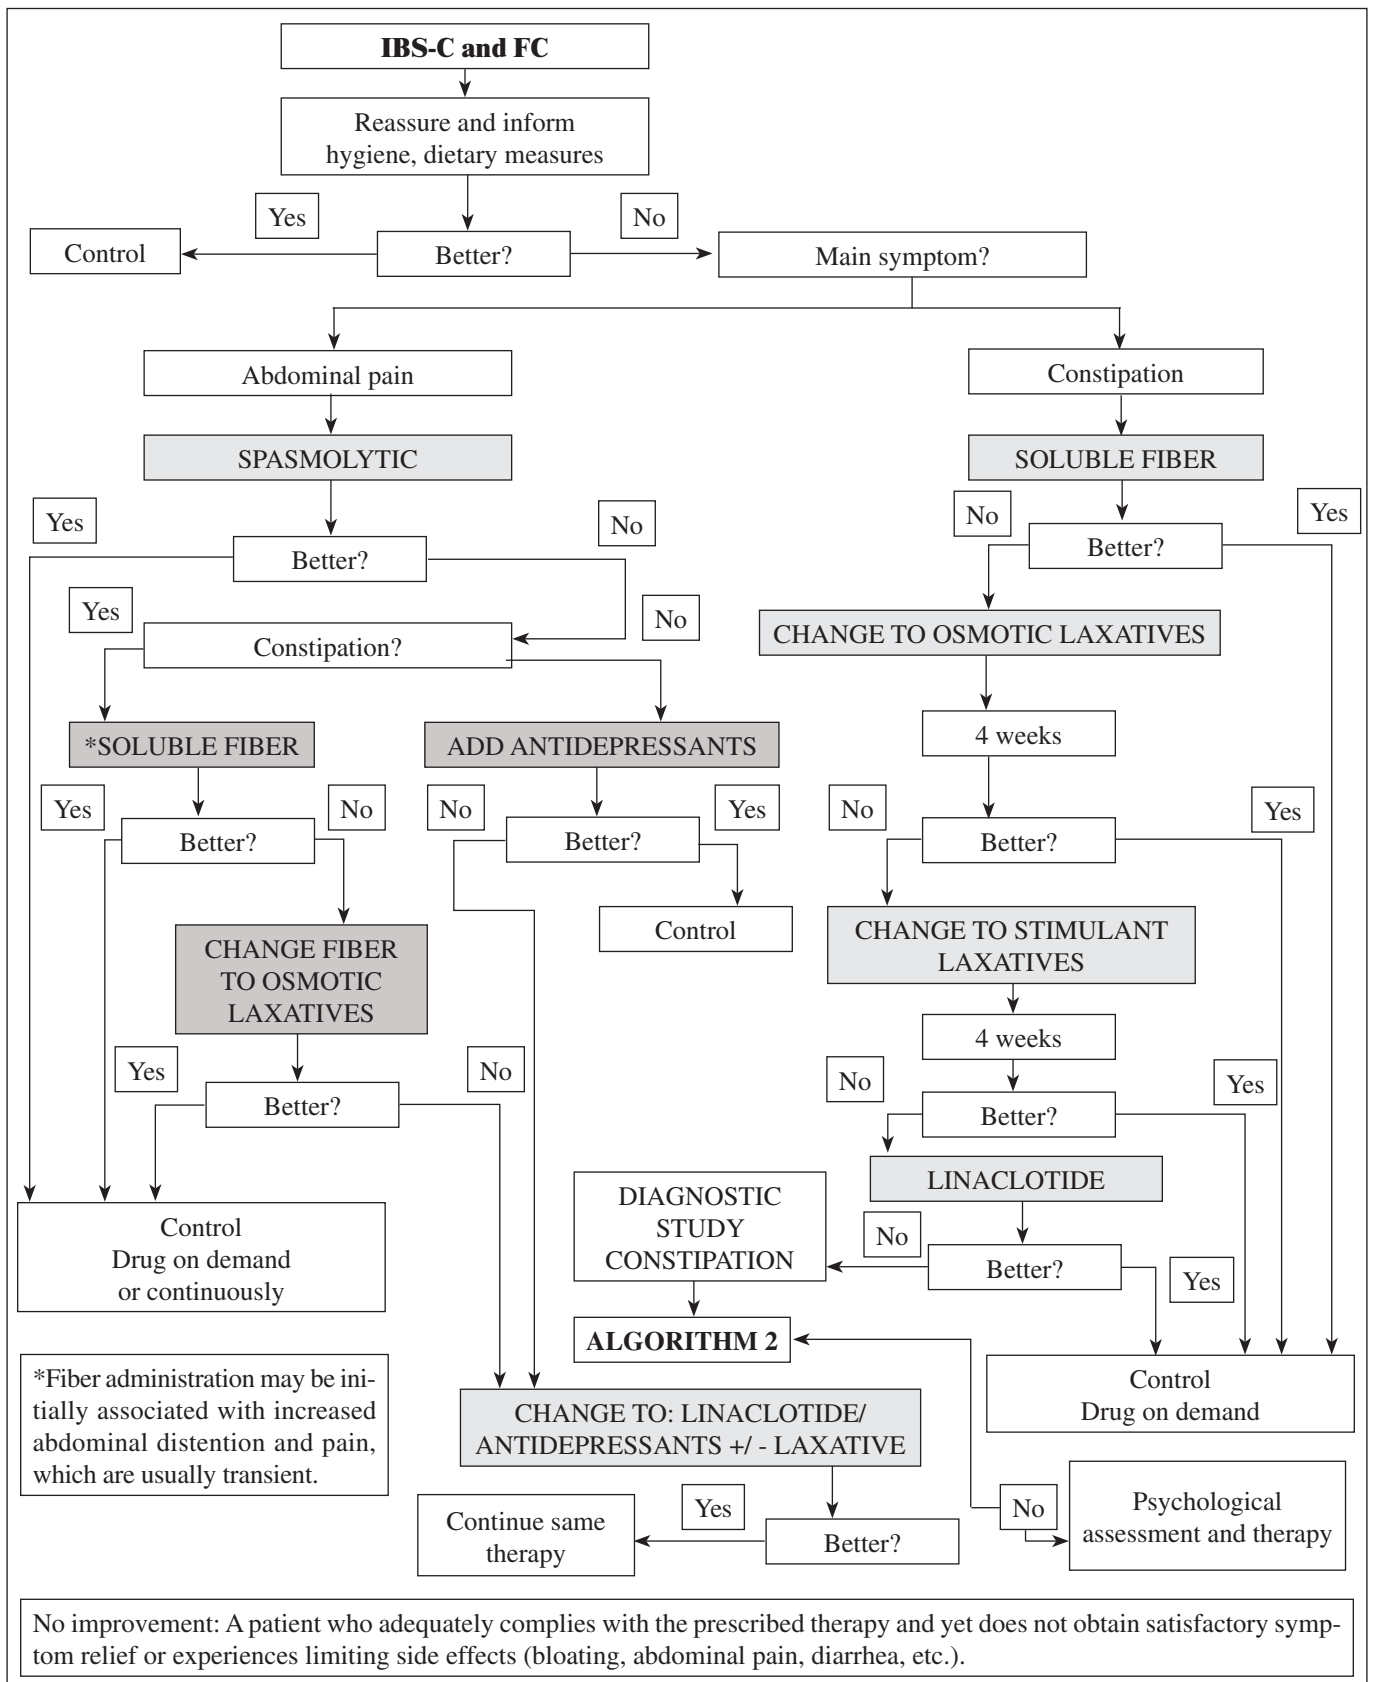 IBS-C and FC
Reassure and inform
hygiene, dietary measures
Yes
No
Control
Better?
Main symptom?
Abdominal pain
Constipation
SPASMOLYTIC
SOLUBLE FIBER
Yes
No
No
Yes
Better?
Better?
Yes
No
Constipation?
CHANGE TO OSMOTIC LAXATIVES
*SOLUBLE FIBER
ADD ANTIDEPRESSANTS
4 weeks
Yes
No
No
Yes
No
Yes
Better?
Better?
Better?
CHANGE FIBER
TO OSMOTIC
LAXATIVES
Control
CHANGE TO STIMULANT
LAXATIVES
4 weeks
Yes
No
No
Yes
Better?
Better?
LINACLOTIDE
DIAGNOSTIC
STUDY
CONSTIPATION
No
Better?
Yes
Control
Drug on demand
or continuously
ALGORITHM 2
Control
Drug on demand
*Fiber administration may be ini-
tially associated with increased
abdominal distention and pain,
which are usually transient.
CHANGE TO: LINACLOTIDE/
ANTIDEPRESSANTS +/ - LAXATIVE
Continue same
therapy
Yes
Better?
No
Psychological
assessment and therapy
No improvement: A patient who adequately complies with the prescribed therapy and yet does not obtain satisfactory symp-
tom relief or experiences limiting side effects (bloating, abdominal pain, diarrhea, etc.).